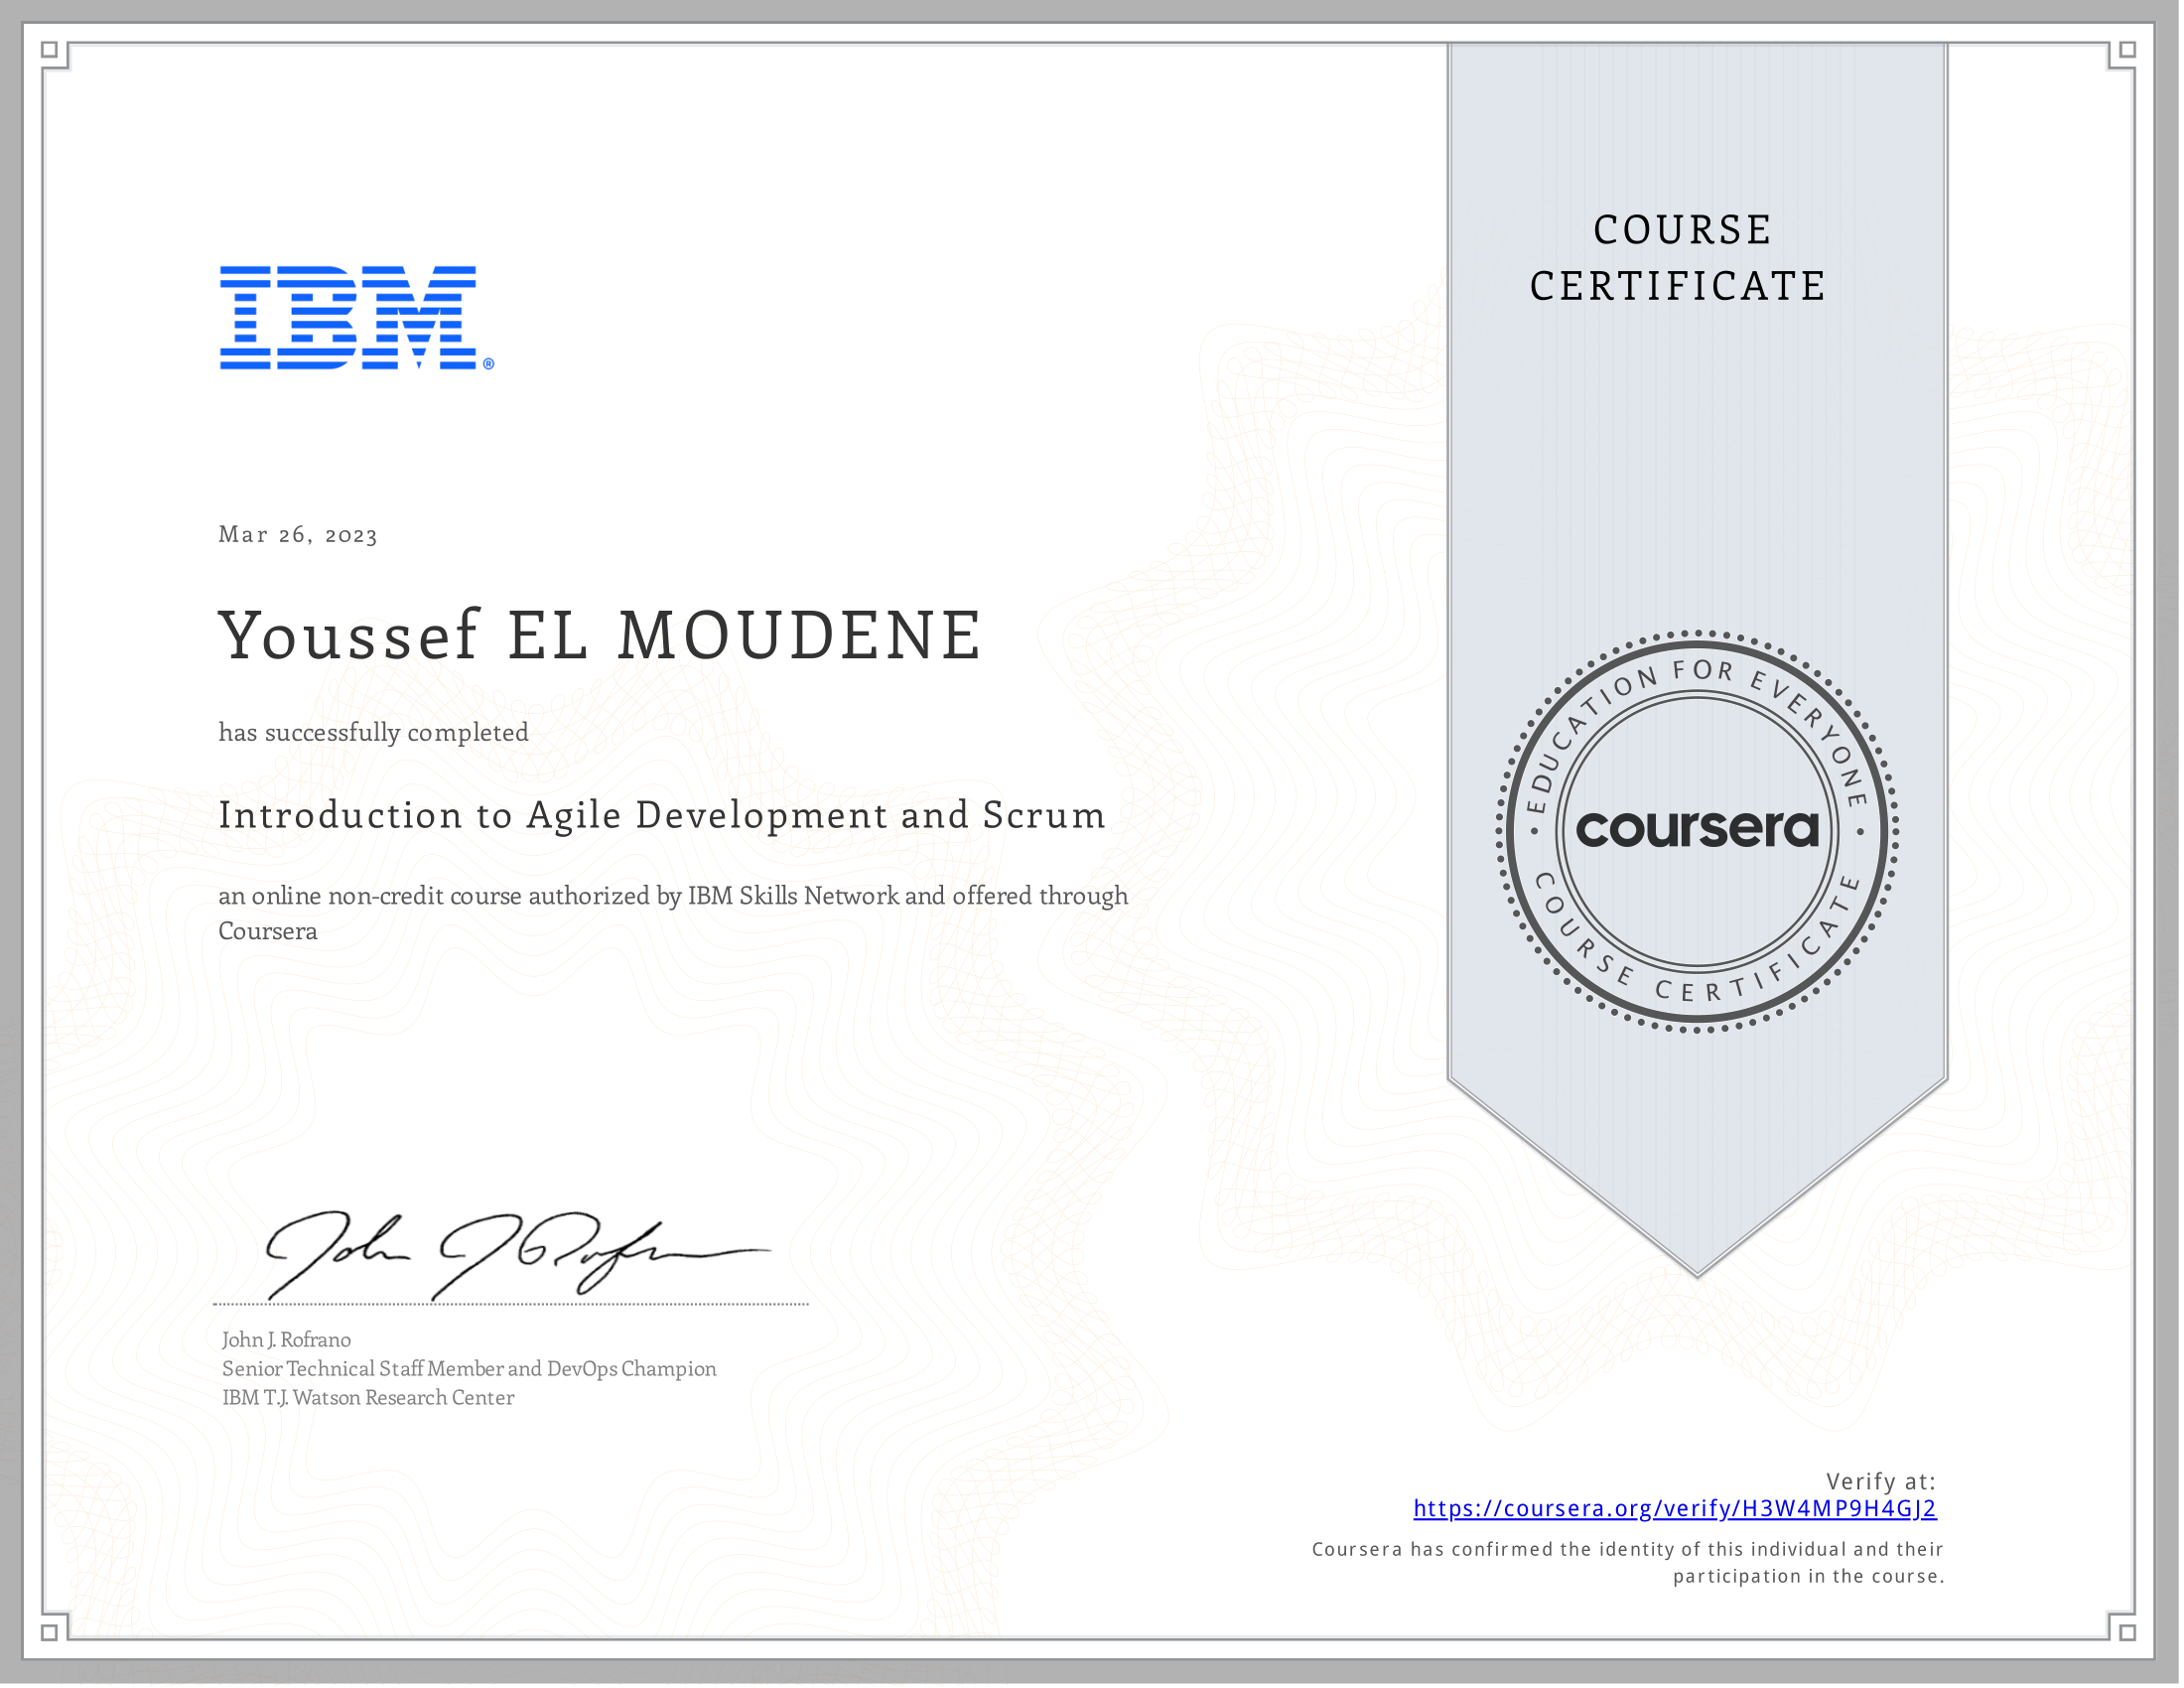 IBM®
COURSE
CERTIFICATE
Mar 26, 2023
Youssef EL MOUDENE
has successfully completed
Introduction to Agile Development and Scrum
an online non-credit course authorized by IBM Skills Network and offered through
Coursera
EDUCATION FOR EVERYONE
coursera
COURSE CERTIFICATE
John J Rofrano
John J. Rofrano
Senior Technical Staff Member and DevOps Champion
IBM T.J. Watson Research Center
Verify at:
https://coursera.org/verify/H3W4MP9H4GJ2
Coursera has confirmed the identity of this individual and their
participation in the course.